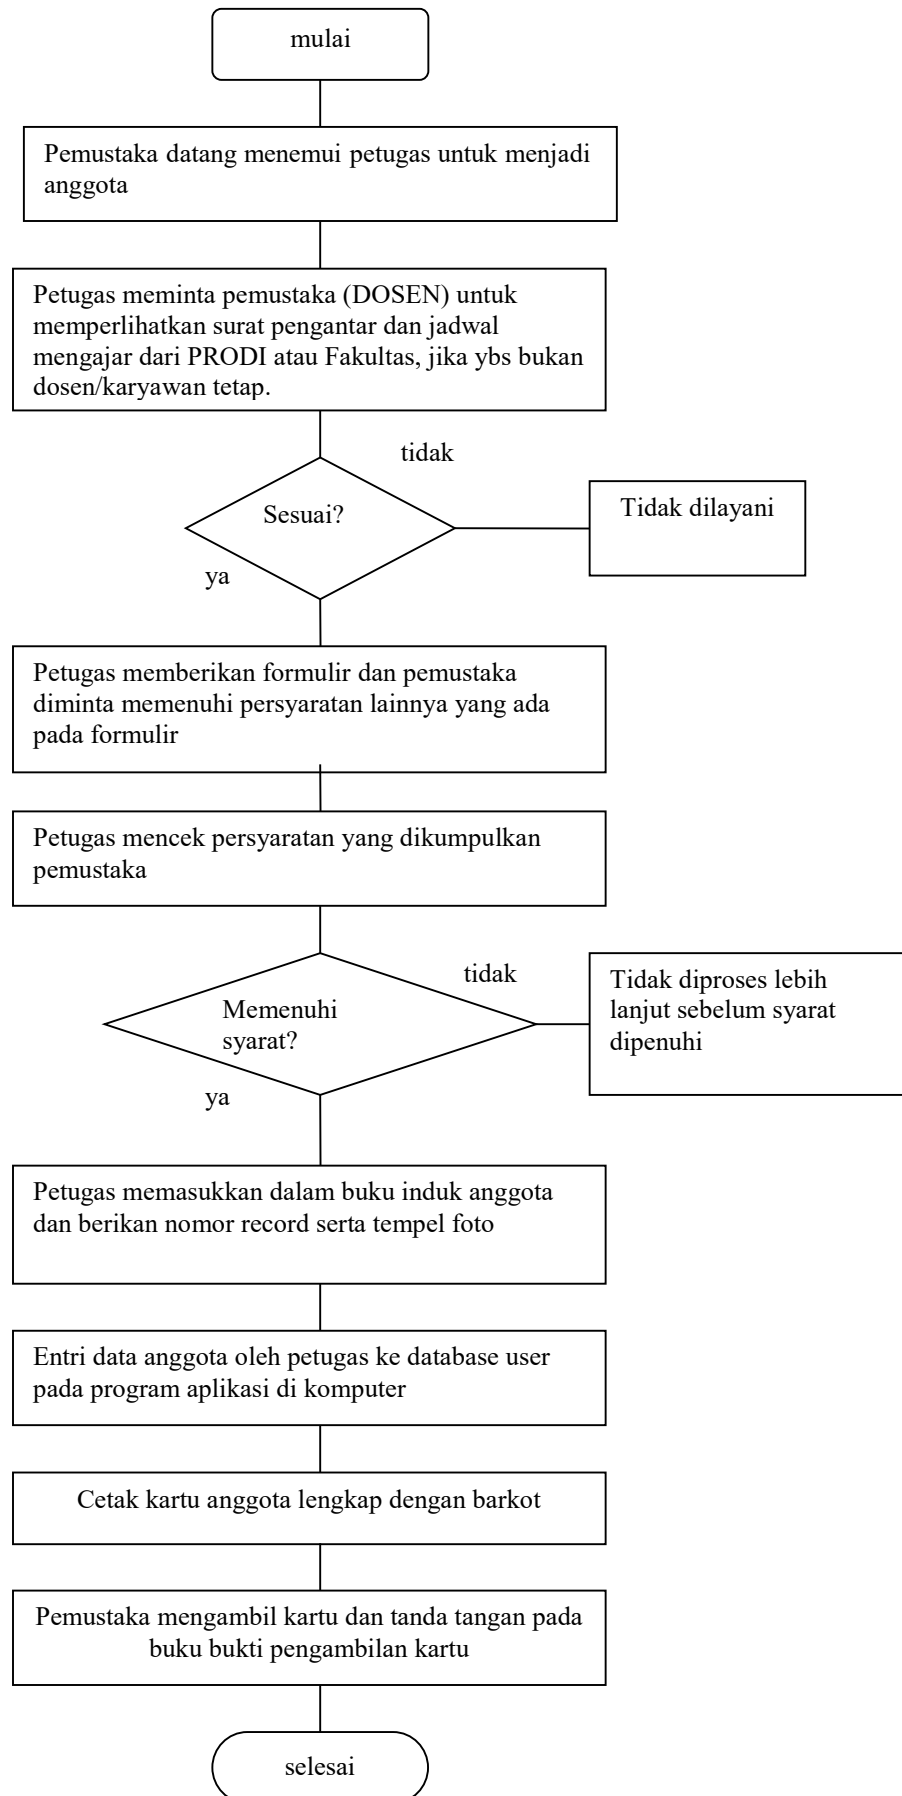 mulai
Pemustaka datang menemui petugas untuk menjadi
anggota
Petugas meminta pemustaka (DOSEN) untuk
memperlihatkan surat pengantar dan jadwal
mengajar dari PRODI atau Fakultas, jika ybs bukan
dosen/karyawan tetap.
tidak
Sesuai?
Tidak dilayani
ya
Petugas memberikan formulir dan pemustaka
diminta memenuhi persyaratan lainnya yang ada
pada formulir
Petugas mencek persyaratan yang dikumpulkan
pemustaka
tidak
Memenuhi
syarat?
Tidak diproses lebih
lanjut sebelum syarat
dipenuhi
ya
Petugas memasukkan dalam buku induk anggota
dan berikan nomor record serta tempel foto
Entri data anggota oleh petugas ke database user
pada program aplikasi di komputer
Cetak kartu anggota lengkap dengan barkot
Pemustaka mengambil kartu dan tanda tangan pada
buku bukti pengambilan kartu
selesai